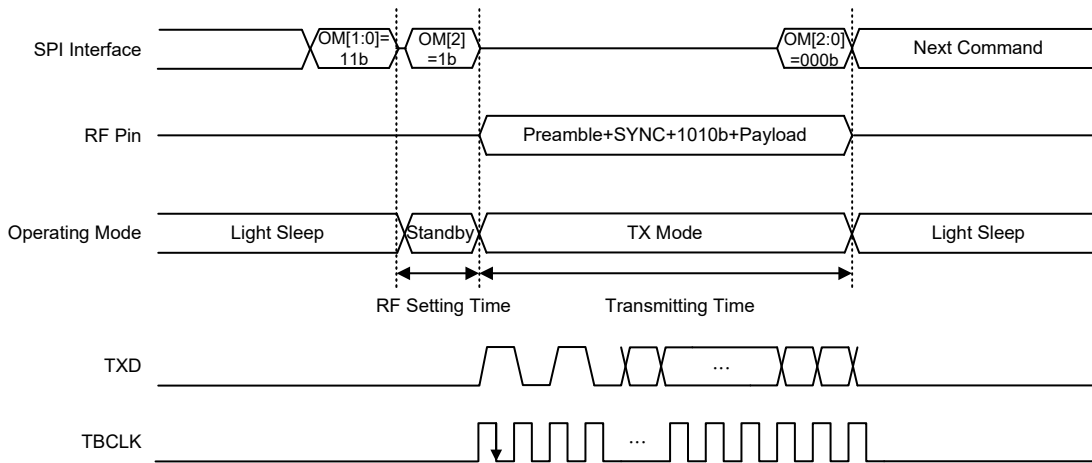 SPI Interface
OM[1:0]=
11b
OM[2]
=1b
OM[2:0]
=000b
Next Command
RF Pin
Preamble+SYNC+1010b+Payload
Operating Mode
Light Sleep
Standby
TX Mode
Light Sleep
RF Setting Time
Transmitting Time
TXD
...
TBCLK
...